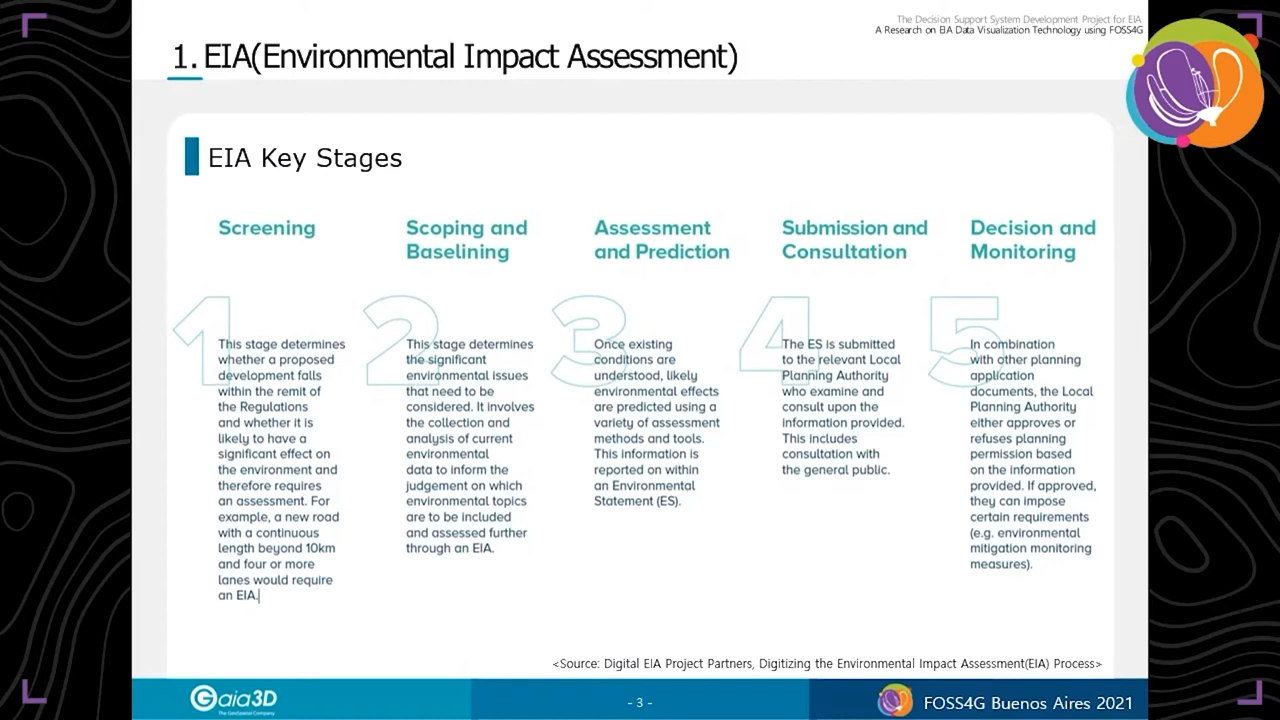 The Decision Support System Development Project for EIA
A Research on EIA Data Visualization Technology using FOSS4G
1. EIA(Environmental Impact Assessment)
EIA Key Stages
Screening
1
This stage determines
whether a proposed
development falls
within the remit of
the Regulations
and whether it is
likely to have a
significant effect on
the environment and
therefore requires
an assessment. For
example, a new road
with a continuous
length beyond 10km
and four or more
lanes would require
an EIA.
Scoping and
Baselining
2
This stage determines
the significant
environmental issues
that need to be
considered. It involves
the collection and
analysis of current
environmental
data to inform the
judgement on which
environmental topics
are to be included
and assessed further
through an EIA.
Assessment
and Prediction
3
Once existing
conditions are
understood, likely
environmental effects
are predicted using a
variety of assessment
methods and tools.
This information is
reported on within
an Environmental
Statement (ES).
Submission and
Consultation
4
The ES is submitted
to the relevant Local
Planning Authority
who examine and
consult upon the
information provided.
This includes
consultation with
the general public.
Decision and
Monitoring
5
In combination
with other planning
application
documents, the Local
Planning Authority
either approves or
refuses planning
permission based
on the information
provided. If approved,
they can impose
certain requirements
(e.g. environmental
mitigation monitoring
measures).
<Source: Digital EIA Project Partners, Digitizing the Environmental Impact Assessment(EIA) Process>
Gaia3D
The GeoSpatial Company
- 3 -
FOSS4G Buenos Aires 2021